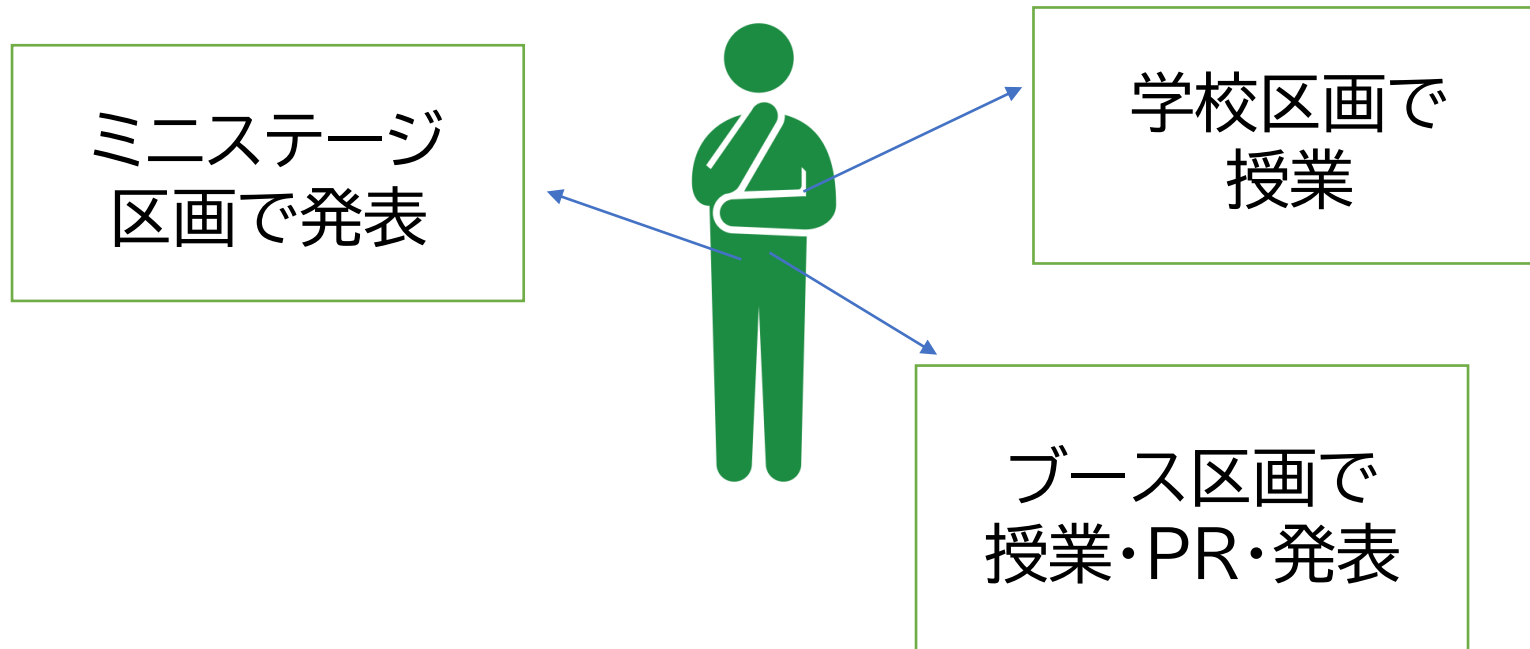 ミニステージ
区画で発表
学校区画で
授業
ブース区画で
授業・PR・発表